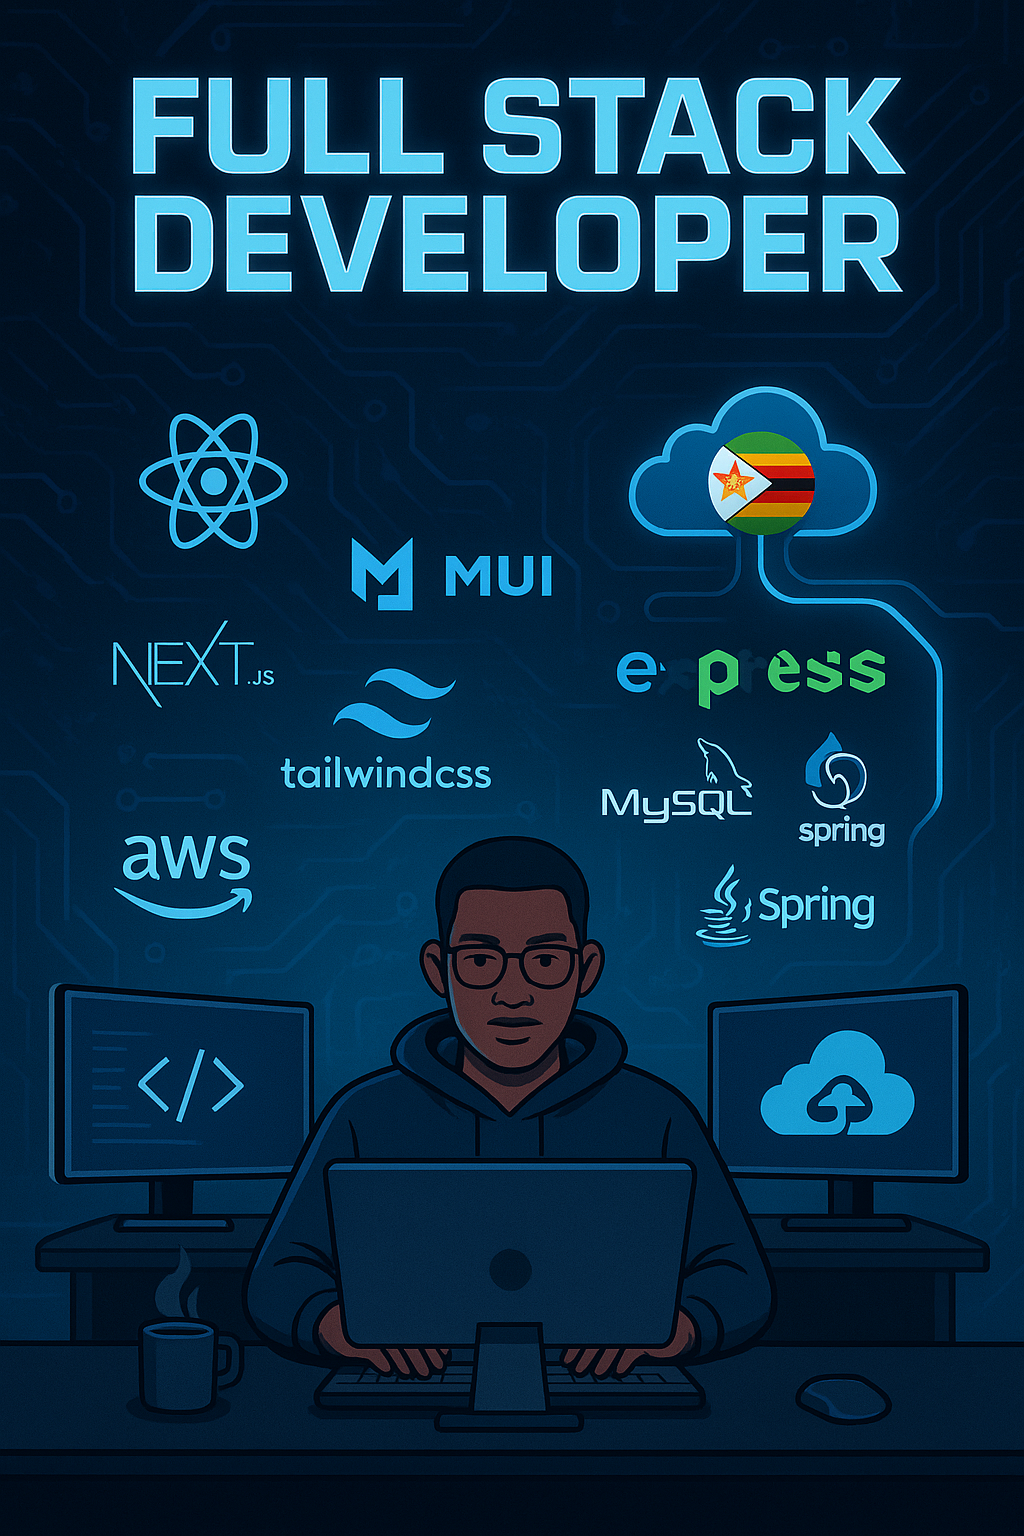 FULL STACK
DEVELOPER
MUI
NEXT.JS
express
tailwindcss
MySQL
spring
aws
Spring
</>